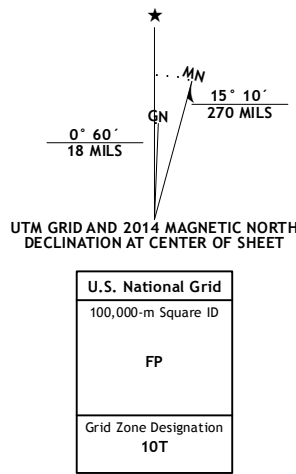 ★
MN
GN
15° 10´
270 MILS
0° 60´
18 MILS
UTM GRID AND 2014 MAGNETIC NORTH
DECLINATION AT CENTER OF SHEET
U.S. National Grid
100,000-m Square ID
FP
Grid Zone Designation
10T